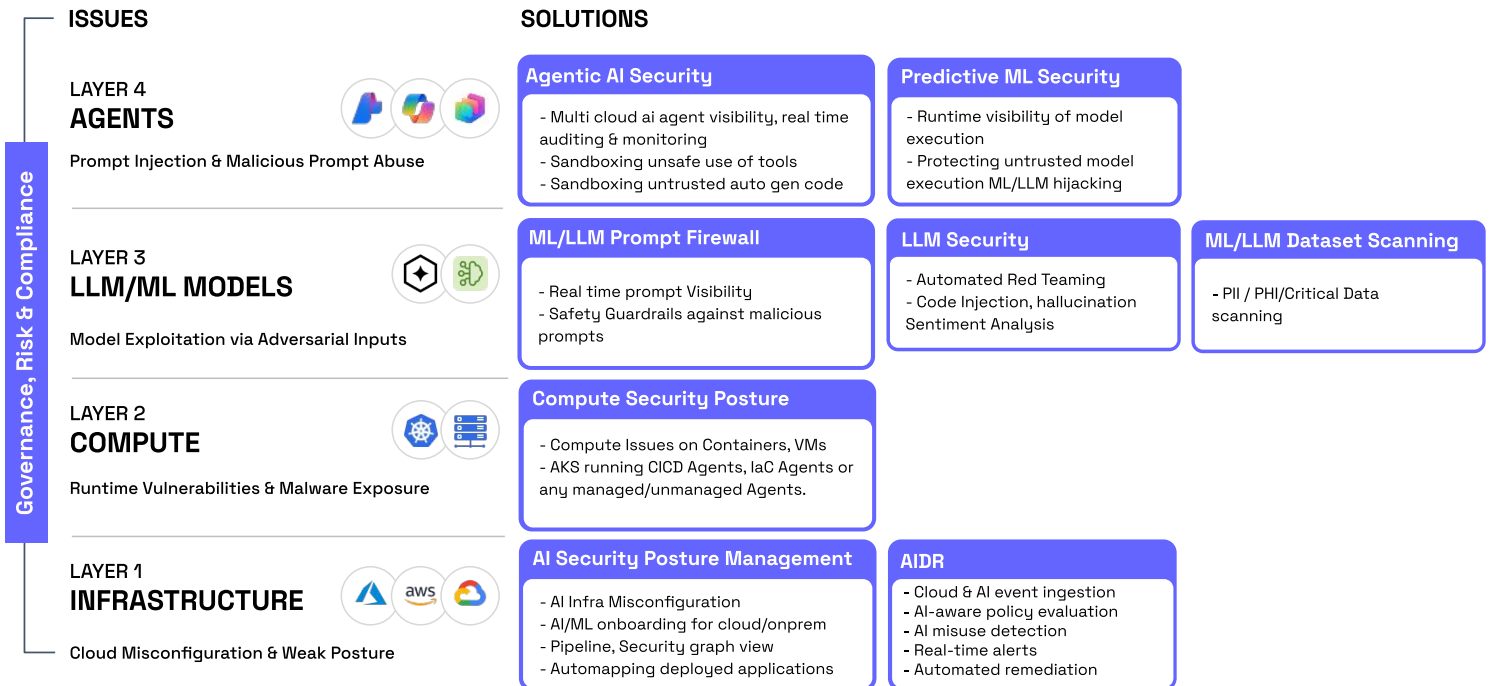 ISSUES
SOLUTIONS
Governance, Risk & Compliance
LAYER 4
AGENTS
Prompt Injection & Malicious Prompt Abuse
Agentic AI Security
- Multi cloud ai agent visibility, real time
auditing & monitoring
- Sandboxing unsafe use of tools
- Sandboxing untrusted auto gen code
Predictive ML Security
- Runtime visibility of model
execution
- Protecting untrusted model
execution ML/LLM hijacking
LAYER 3
LLM/ML MODELS
Model Exploitation via Adversarial Inputs
ML/LLM Prompt Firewall
- Real time prompt Visibility
- Safety Guardrails against malicious
prompts
LLM Security
- Automated Red Teaming
- Code Injection, hallucination
Sentiment Analysis
ML/LLM Dataset Scanning
- PII / PHI/Critical Data
scanning
LAYER 2
COMPUTE
Runtime Vulnerabilities & Malware Exposure
Compute Security Posture
- Compute Issues on Containers, VMs
- AKS running CICD Agents, IaC Agents or
any managed/unmanaged Agents.
LAYER 1
INFRASTRUCTURE
aws
Cloud Misconfiguration & Weak Posture
AI Security Posture Management
- AI Infra Misconfiguration
- AI/ML onboarding for cloud/onprem
- Pipeline, Security graph view
- Automapping deployed applications
AIDR
- Cloud & AI event ingestion
- AI-aware policy evaluation
- AI misuse detection
- Real-time alerts
- Automated remediation